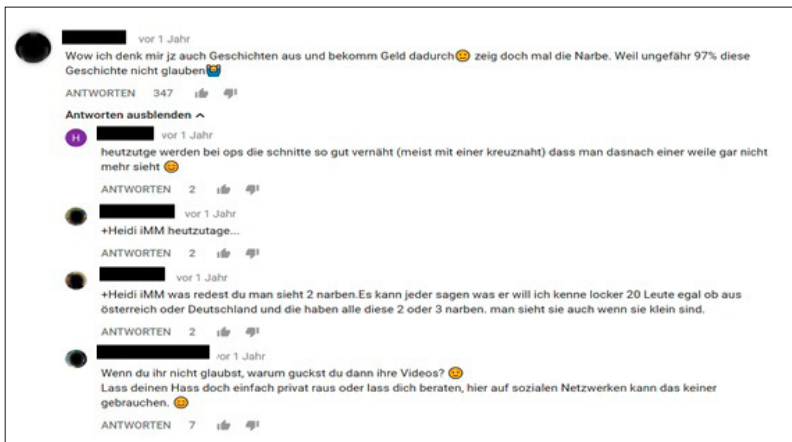 vor 1 Jahr
Wow ich denk mir jz auch Geschichten aus und bekomm Geld dadurch😐 zeig doch mal die Narbe. Weil ungefähr 97% diese
Geschichte nicht glauben🙆
ANTWORTEN 347
Antworten ausblenden
H
vor 1 Jahr
heutzutge werden bei ops die schnitte so gut vernäht (meist mit einer kreuznaht) dass man dasnach einer weile gar nicht
mehr sieht 😊
ANTWORTEN 2
vor 1 Jahr
+Heidi iMM heutzutage...
ANTWORTEN 2
vor 1 Jahr
+Heidi iMM was redest du man sieht 2 narben.Es kann jeder sagen was er will ich kenne locker 20 Leute egal ob aus
österreich oder Deutschland und die haben alle diese 2 oder 3 narben. man sieht sie auch wenn sie klein sind.
ANTWORTEN 2
vor 1 Jahr
Wenn du ihr nicht glaubst, warum guckst du dann ihre Videos? 😐
Lass deinen Hass doch einfach privat raus oder lass dich beraten, hier auf sozialen Netzwerken kann das keiner
gebrauchen. 😊
ANTWORTEN 7